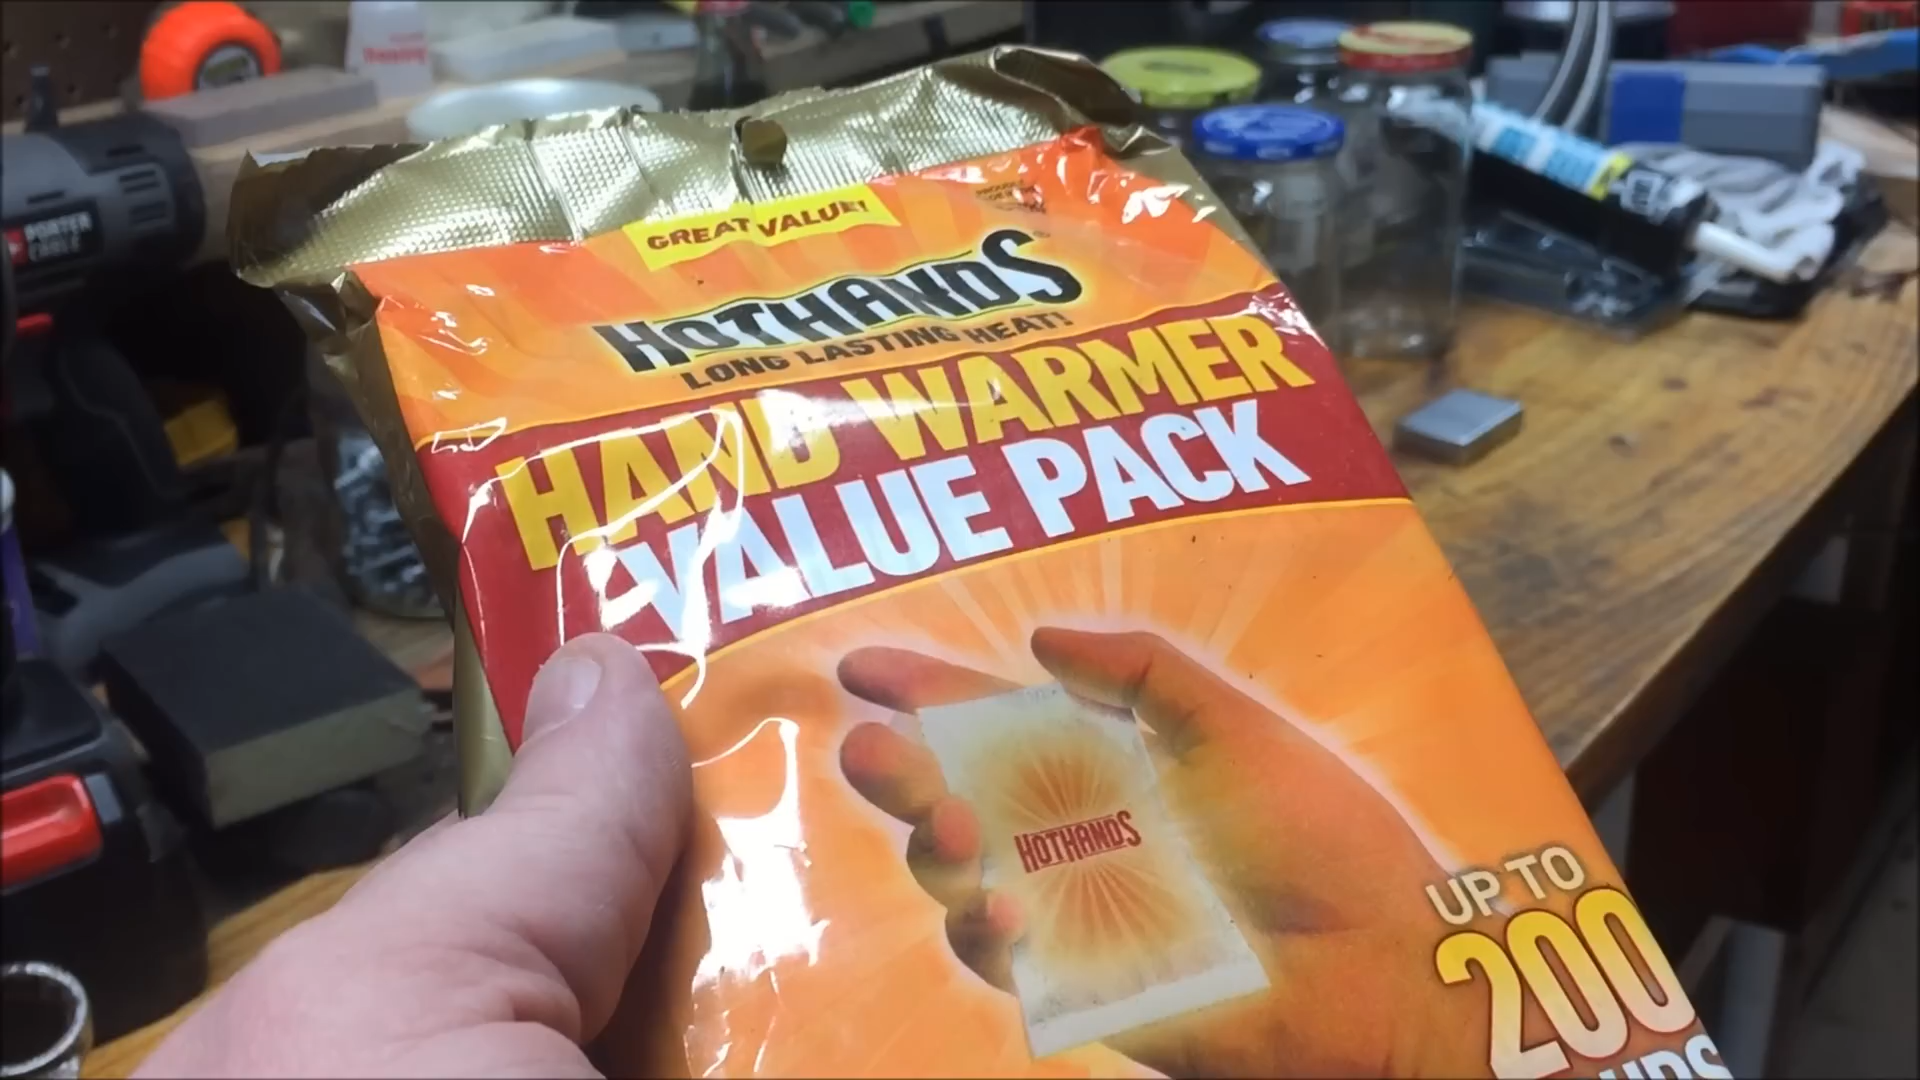 GREAT VALUE!
HOTHANDS®
LONG LASTING HEAT!
HAND WARMER
VALUE PACK
HOTHANDS
UP TO
200
PORTER
CABLE